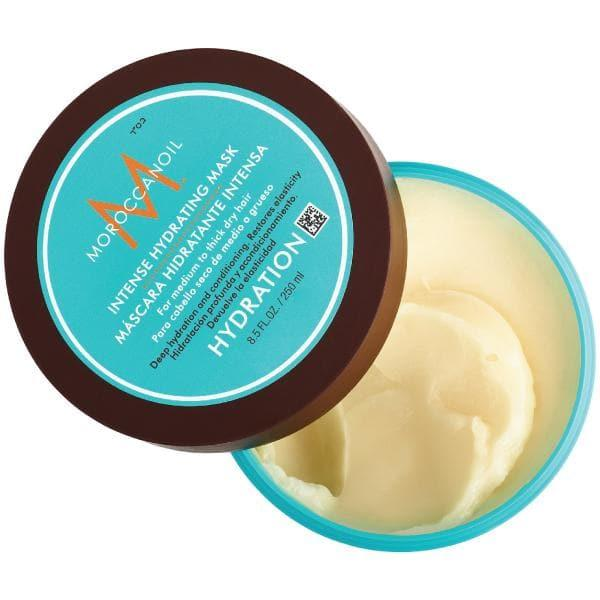 כס"ד
M
MOROCCANOIL
INTENSE HYDRATING MASK
MÁSCARA HIDRATANTE INTENSA
For medium to thick dry hair
Para cabello seco de medio a grueso
Deep hydration and conditioning. Restores elasticity
Hidratación profunda y acondicionamiento.
Devuelve la elasticidad
HYDRATION
8.5 FL.OZ. / 250 ml